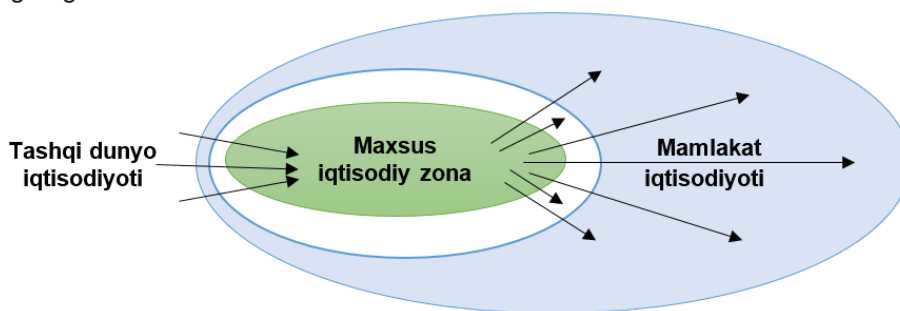 Tashqi dunyo
iqtisodiyoti
Maxsus
iqtisodiy zona
Mamlakat
iqtisodiyoti